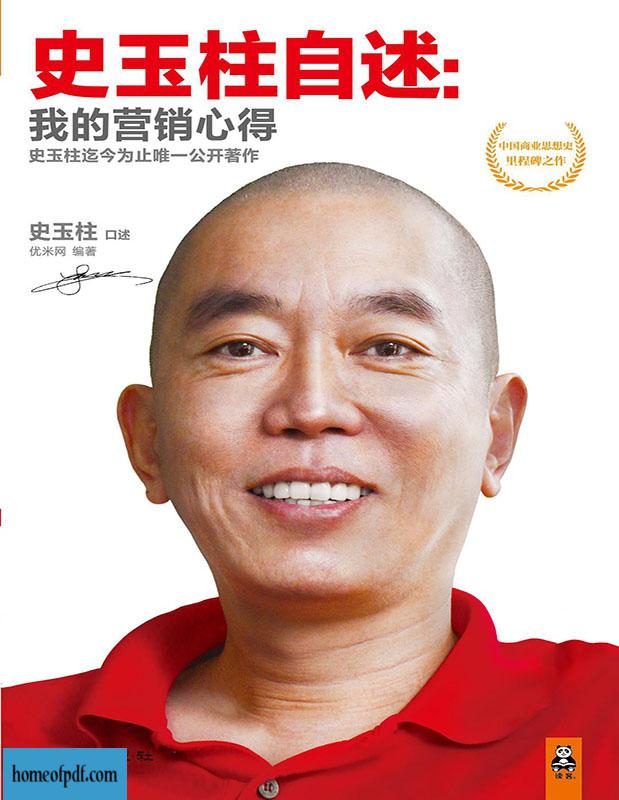 史玉柱自述:
我的营销心得
史玉柱迄今为止唯一公开著作
中国商业思想史
里程碑之作
史玉柱 口述
优米网 编著
社
homeofpdf.com
读客®